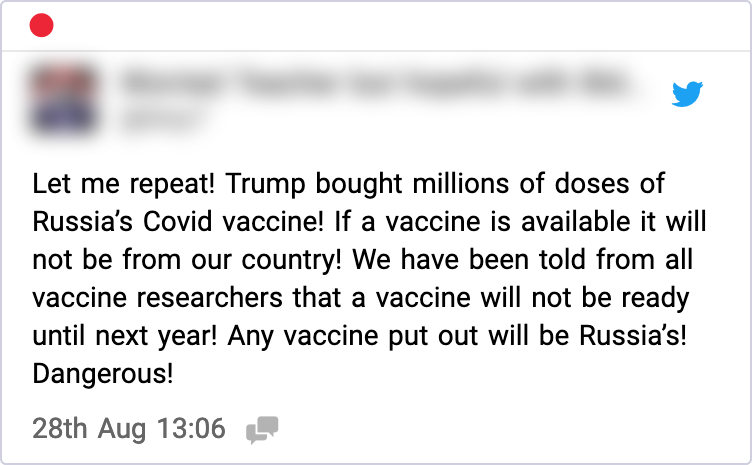 Let me repeat! Trump bought millions of doses of
Russia’s Covid vaccine! If a vaccine is available it will
not be from our country! We have been told from all
vaccine researchers that a vaccine will not be ready
until next year! Any vaccine put out will be Russia’s!
Dangerous!
28th Aug 13:06